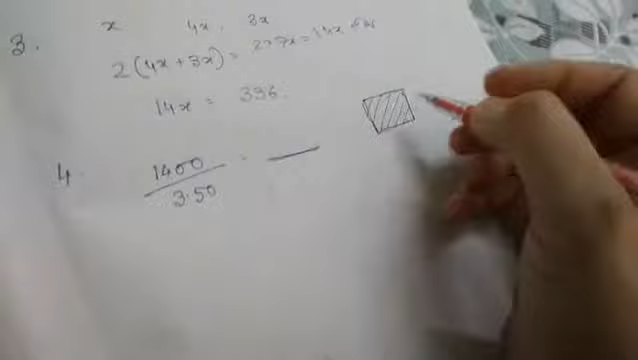 3. x 4x, 3x
2(4x+3x) = 2×7x = 14x
14x = 336.
4. 1400
3.50 = —